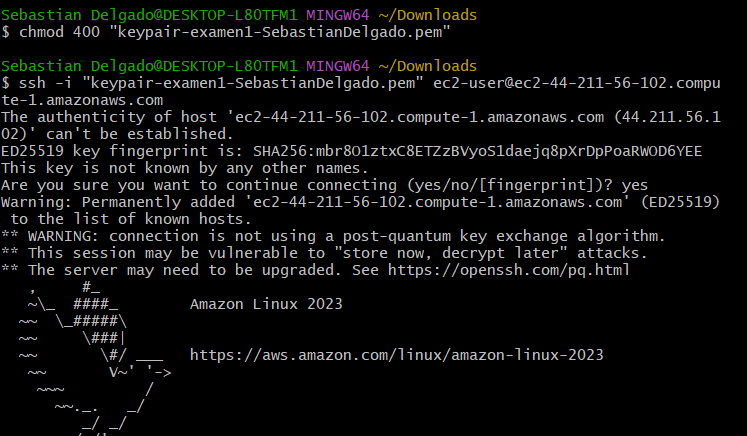 Sebastian Delgado@DESKTOP-L80TFM1 MINGW64 ~/Downloads
$ chmod 400 "keypair-examen1-SebastianDelgado.pem"

Sebastian Delgado@DESKTOP-L80TFM1 MINGW64 ~/Downloads
$ ssh -i "keypair-examen1-SebastianDelgado.pem" ec2-user@ec2-44-211-56-102.compu
te-1.amazonaws.com
The authenticity of host 'ec2-44-211-56-102.compute-1.amazonaws.com (44.211.56.1
02)' can't be established.
ED25519 key fingerprint is: SHA256:mbr8O1ztxC8ETZzBVyoS1daejq8pXrDpPoaRWOD6YEE
This key is not known by any other names.
Are you sure you want to continue connecting (yes/no/[fingerprint])? yes
Warning: Permanently added 'ec2-44-211-56-102.compute-1.amazonaws.com' (ED25519)
 to the list of known hosts.
** WARNING: connection is not using a post-quantum key exchange algorithm.
** This session may be vulnerable to "store now, decrypt later" attacks.
** The server may need to be upgraded. See https://openssh.com/pq.html
   ,     #_
   ~\_  ####_        Amazon Linux 2023
  ~~  \_#####\
  ~~     \###|
  ~~       \#/ ___   https://aws.amazon.com/linux/amazon-linux-2023
   ~~       V~' '->
    ~~~         /
      ~~._.   _/
         _/ _/